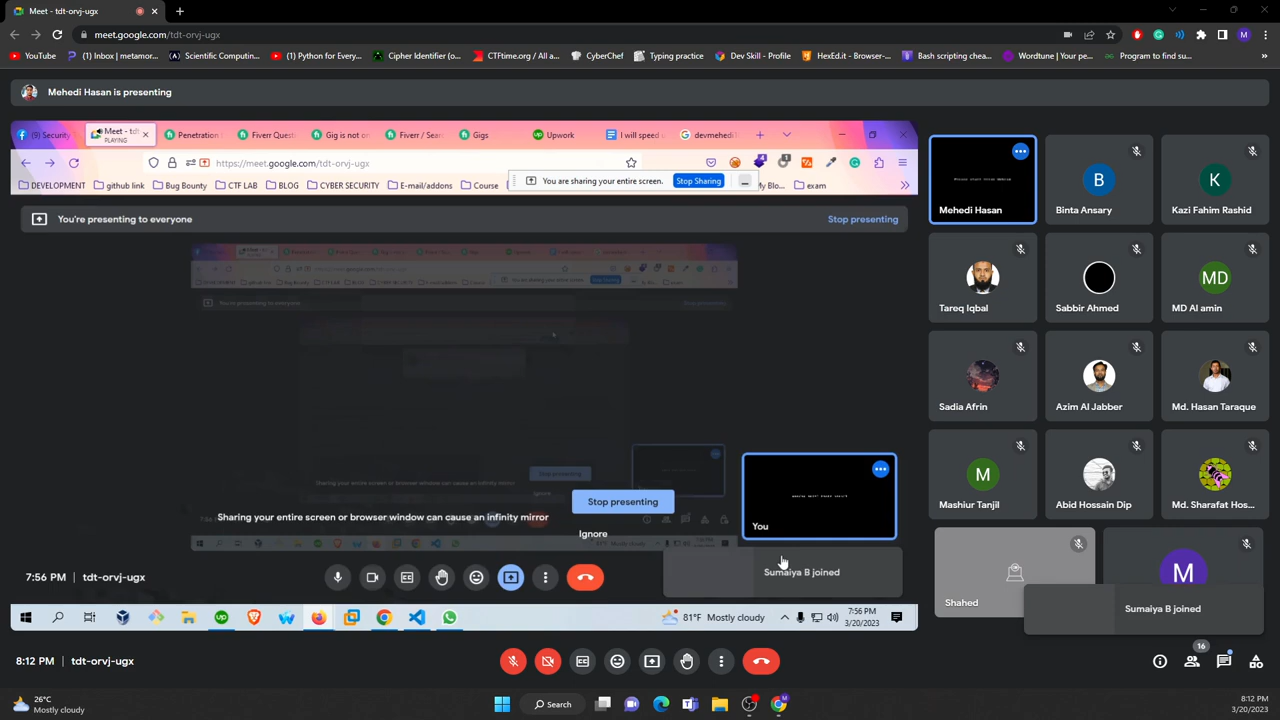 Meet - tdt-orvj-ugx
meet.google.com/tdt-orvj-ugx
YouTube
(1) Inbox | metamor...
Scientific Computin...
(1) Python for Every...
Cipher Identifier (o...
CTFtime.org / All a...
CyberChef
Typing practice
Dev Skill - Profile
HexEd.it - Browser-...
Bash scripting chea...
Wordtune | Your pe...
Program to find su...
»
Mehedi Hasan is presenting
(9) Security
Meet - tdt-
PLAYING
Penetration
Fiverr Quest
Gig is not o
Fiverr / Sear
Gigs
Upwork
I will speed u
devmehedi
https://meet.google.com/tdt-orvj-ugx
DEVELOPMENT
github link
Bug Bounty
CTF LAB
BLOG
CYBER SECURITY
E-mail/addons
Course
You are sharing your entire screen.
Stop Sharing
exam
»
You're presenting to everyone
Stop presenting
Sharing your entire screen or browser window can cause an infinity mirror
Stop presenting
Ignore
You
7:56 PM | tdt-orvj-ugx
Sumaiya B joined
81°F Mostly cloudy
7:56 PM
3/20/2023
Mehedi Hasan
B
Binta Ansary
K
Kazi Fahim Rashid
Tareq Iqbal
Sabbir Ahmed
MD
MD Al amin
Sadia Afrin
Azim Al Jabber
Md. Hasan Taraque
M
Mashiur Tanjil
Abid Hossain Dip
Md. Sharafat Hos...
Shahed
M
Sumaiya B joined
8:12 PM | tdt-orvj-ugx
16
26°C
Mostly cloudy
Search
8:12 PM
3/20/2023